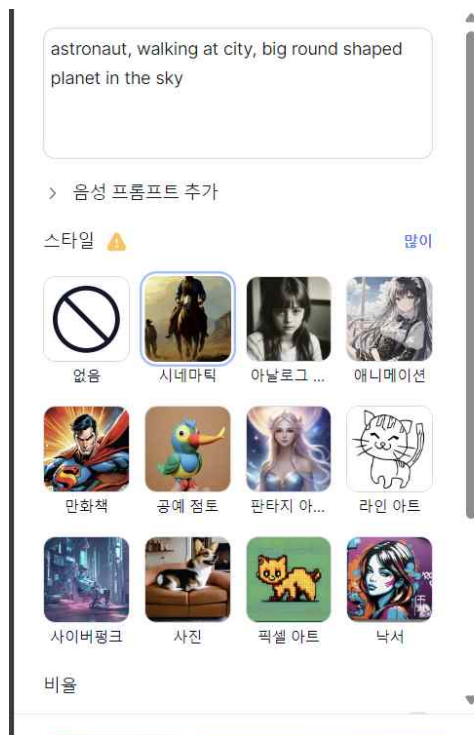 astronaut, walking at city, big round shaped
planet in the sky
> 음성 프롬프트 추가
스타일
많이
없음
시네마틱
아날로그 ...
애니메이션
만화책
공예 점토
판타지 아...
라인 아트
사이버펑크
사진
픽셀 아트
낙서
비율